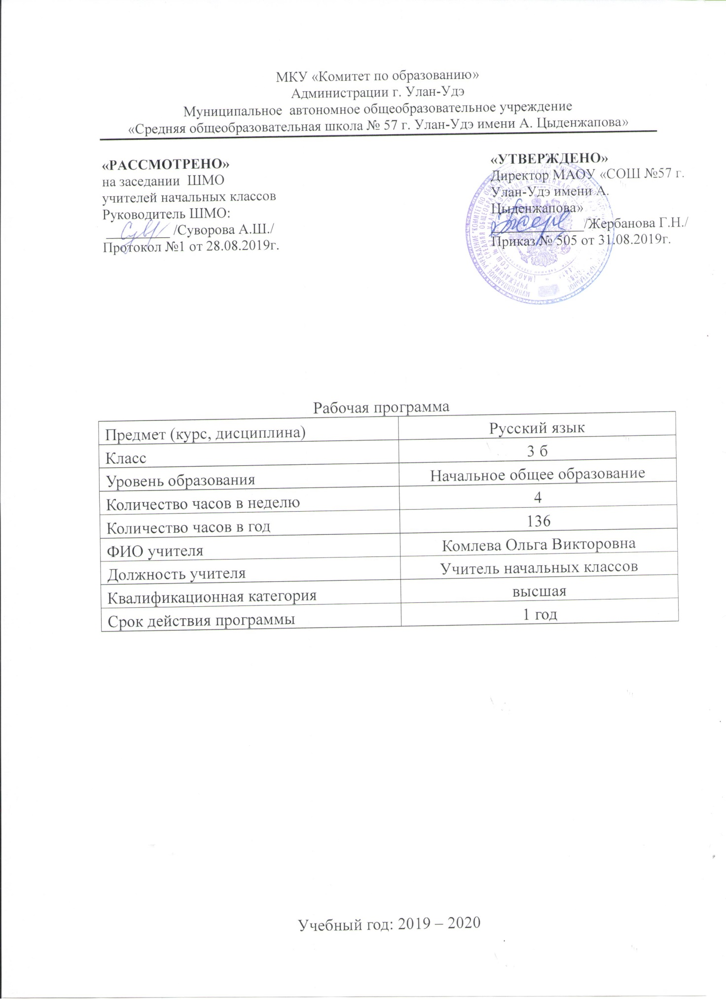 МКУ «Комитет по образованию»
Администрации г. Улан-Удэ
Муниципальное автономное общеобразовательное учреждение
«Средняя общеобразовательная школа № 57 г. Улан-Удэ имени А. Цыденжапова»
«РАССМОТРЕНО»
на заседании ШМО
учителей начальных классов
Руководитель ШМО:
/Суворова А.Ш./
Протокол №1 от 28.08.2019г.
«УТВЕРЖДЕНО»
Директор МАОУ «СОШ №57 г.
Улан-Удэ имени А.
Цыденжапова»
/Жербанова Г.Н./
Приказ № 505 от 31.08.2019г.
Рабочая программа
Предмет (курс, дисциплина) Русский язык
Класс 3 б
Уровень образования Начальное общее образование
Количество часов в неделю 4
Количество часов в год 136
ФИО учителя Комлева Ольга Викторовна
Должность учителя Учитель начальных классов
Квалификационная категория высшая
Срок действия программы 1 год
Учебный год: 2019 – 2020